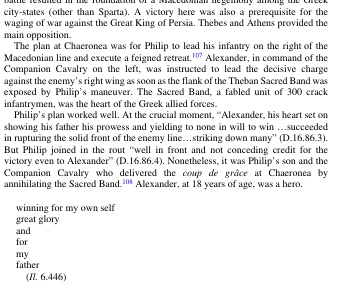 battle resulted in the foundation of a Macedonian hegemony among the Greek
city-states (other than Sparta). A victory here was also a prerequisite for the
waging of war against the Great King of Persia. Thebes and Athens provided the
main opposition.
The plan at Chaeronea was for Philip to lead his infantry on the right of the
Macedonian line and execute a feigned retreat.107 Alexander, in command of the
Companion Cavalry on the left, was instructed to lead the decisive charge
against the enemy's right wing as soon as the flank of the Theban Sacred Band was
exposed by Philip's maneuver. The Sacred Band, a fabled unit of 300 crack
infantrymen, was the heart of the Greek allied forces.
Philip's plan worked well. At the crucial moment, “Alexander, his heart set on
showing his father his prowess and yielding to none in will to win …succeeded
in rupturing the solid front of the enemy line…striking down many” (D.16.86.3).
But Philip joined in the rout “well in front and not conceding credit for the
victory even to Alexander” (D.16.86.4). Nonetheless, it was Philip's son and the
Companion Cavalry who delivered the coup de grâce at Chaeronea by
annihilating the Sacred Band.108 Alexander, at 18 years of age, was a hero.
winning for my own self
great glory
and
for
my
father
(Il. 6.446)